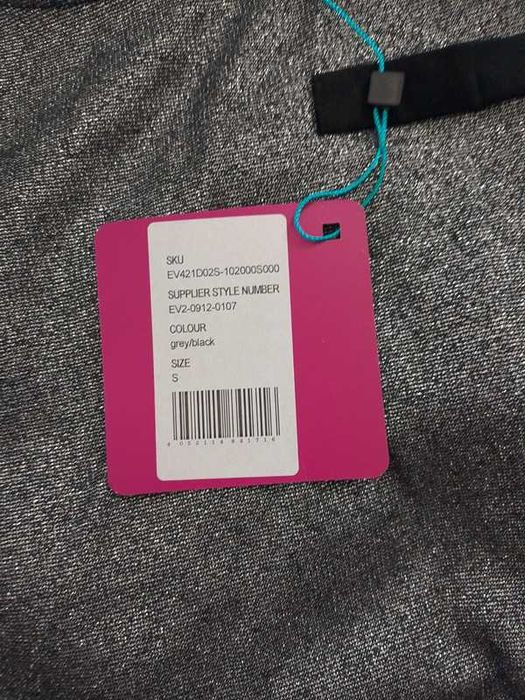 SKU
EV421D02S-102000S000
SUPPLIER STYLE NUMBER
EV2-0912-0107
COLOUR
grey/black
SIZE
S